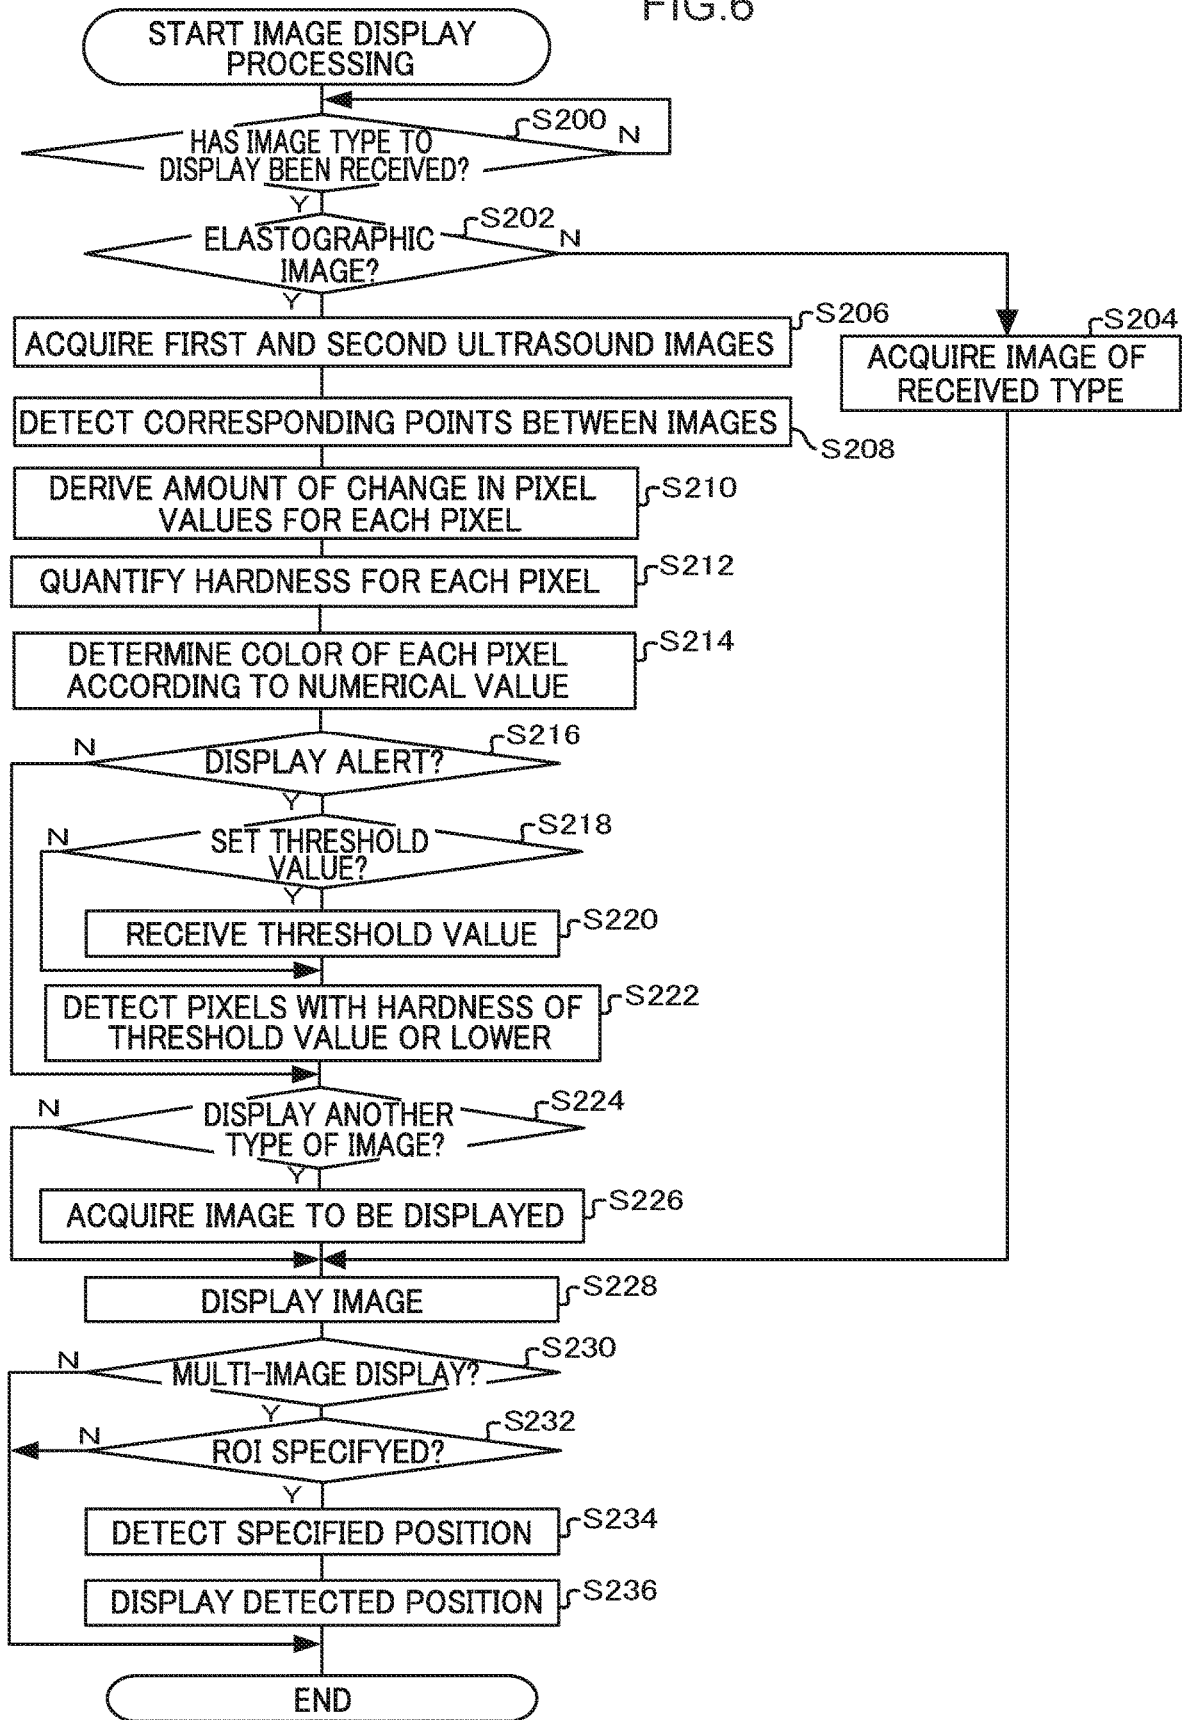 FIG.6
START IMAGE DISPLAY
PROCESSING
S200
N
HAS IMAGE TYPE TO
DISPLAY BEEN RECEIVED?
Y
S202
N
ELASTOGRAPHIC
IMAGE?
Y
S206
ACQUIRE FIRST AND SECOND ULTRASOUND IMAGES
S204
ACQUIRE IMAGE OF
RECEIVED TYPE
DETECT CORRESPONDING POINTS BETWEEN IMAGES
S208
DERIVE AMOUNT OF CHANGE IN PIXEL
VALUES FOR EACH PIXEL
S210
QUANTIFY HARDNESS FOR EACH PIXEL
S212
DETERMINE COLOR OF EACH PIXEL
ACCORDING TO NUMERICAL VALUE
S214
N
S216
DISPLAY ALERT?
Y
N
S218
SET THRESHOLD
VALUE?
Y
RECEIVE THRESHOLD VALUE
S220
DETECT PIXELS WITH HARDNESS OF
THRESHOLD VALUE OR LOWER
S222
N
S224
DISPLAY ANOTHER
TYPE OF IMAGE?
Y
ACQUIRE IMAGE TO BE DISPLAYED
S226
DISPLAY IMAGE
S228
N
S230
MULTI-IMAGE DISPLAY?
Y
N
S232
ROI SPECIFYED?
Y
DETECT SPECIFIED POSITION
S234
DISPLAY DETECTED POSITION
S236
END